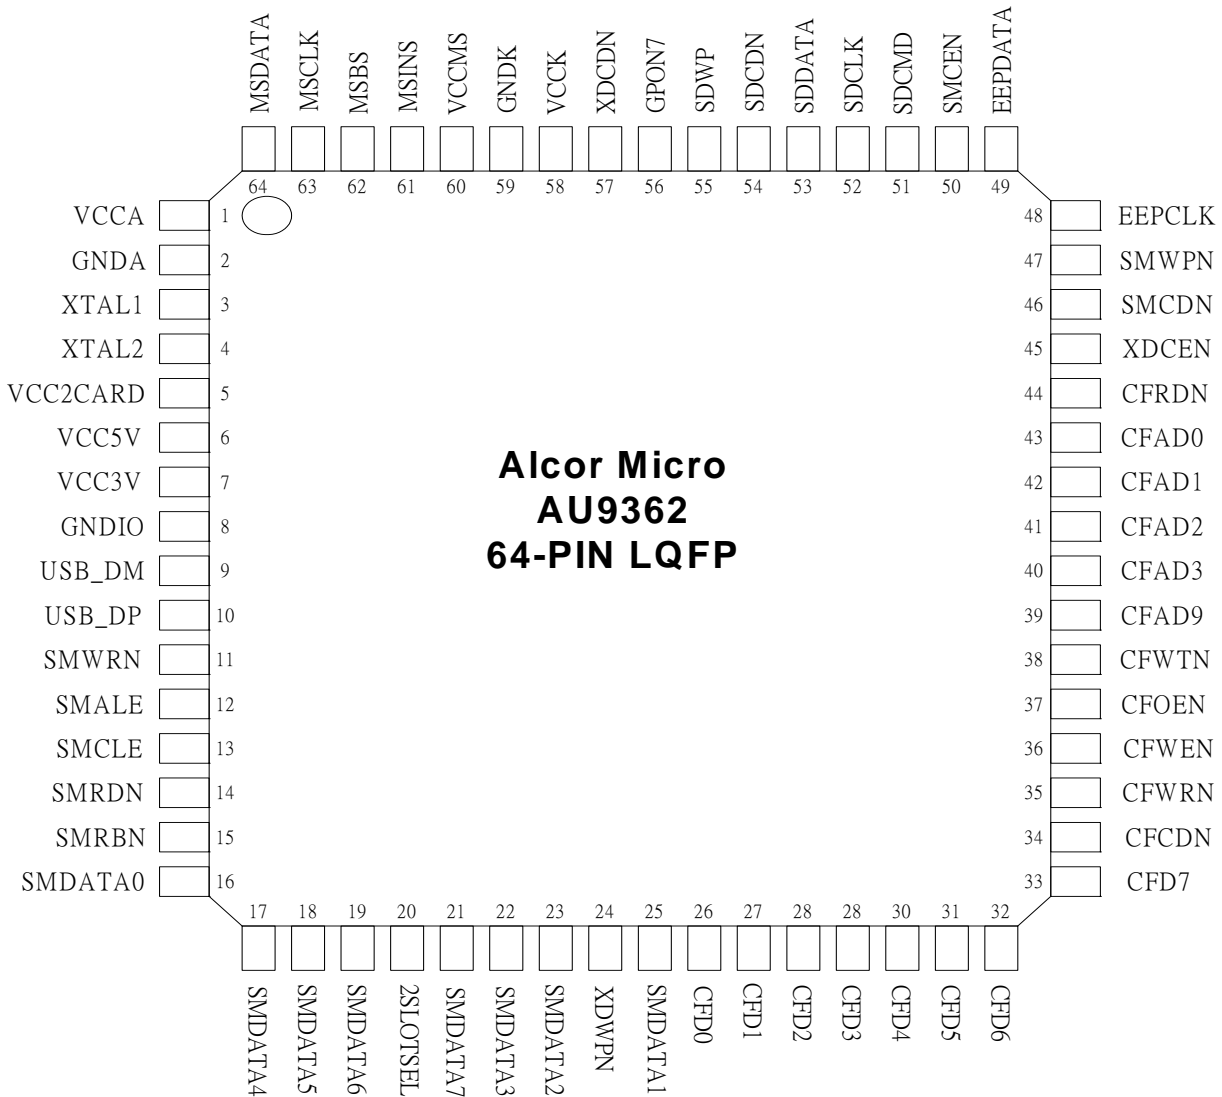 MSDATA
MSCLK
MSBS
MSINS
VCCMS
GNDK
VCCK
XDCDN
GPON7
SDWP
SDCDN
SDDATA
SDCLK
SDCMD
SMCEN
EEPDATA
64 63 62 61 60 59 58 57 56 55 54 53 52 51 50 49
VCCA 1
GNDA 2
XTAL1 3
XTAL2 4
VCC2CARD 5
VCC5V 6
VCC3V 7
GNDIO 8
USB_DM 9
USB_DP 10
SMWRN 11
SMALE 12
SMCLE 13
SMRDN 14
SMRBN 15
SMDATA0 16
Alcor Micro
AU9362
64-PIN LQFP
48 EEPCLK
47 SMWPN
46 SMCDN
45 XDCEN
44 CFRDN
43 CFAD0
42 CFAD1
41 CFAD2
40 CFAD3
39 CFAD9
38 CFWTN
37 CFOEN
36 CFWEN
35 CFWRN
34 CFCDN
33 CFD7
17 18 19 20 21 22 23 24 25 26 27 28 28 30 31 32
SMDATA4
SMDATA5
SMDATA6
2SLOTSEL
SMDATA7
SMDATA3
SMDATA2
XDWPN
SMDATA1
CFD0
CFD1
CFD2
CFD3
CFD4
CFD5
CFD6